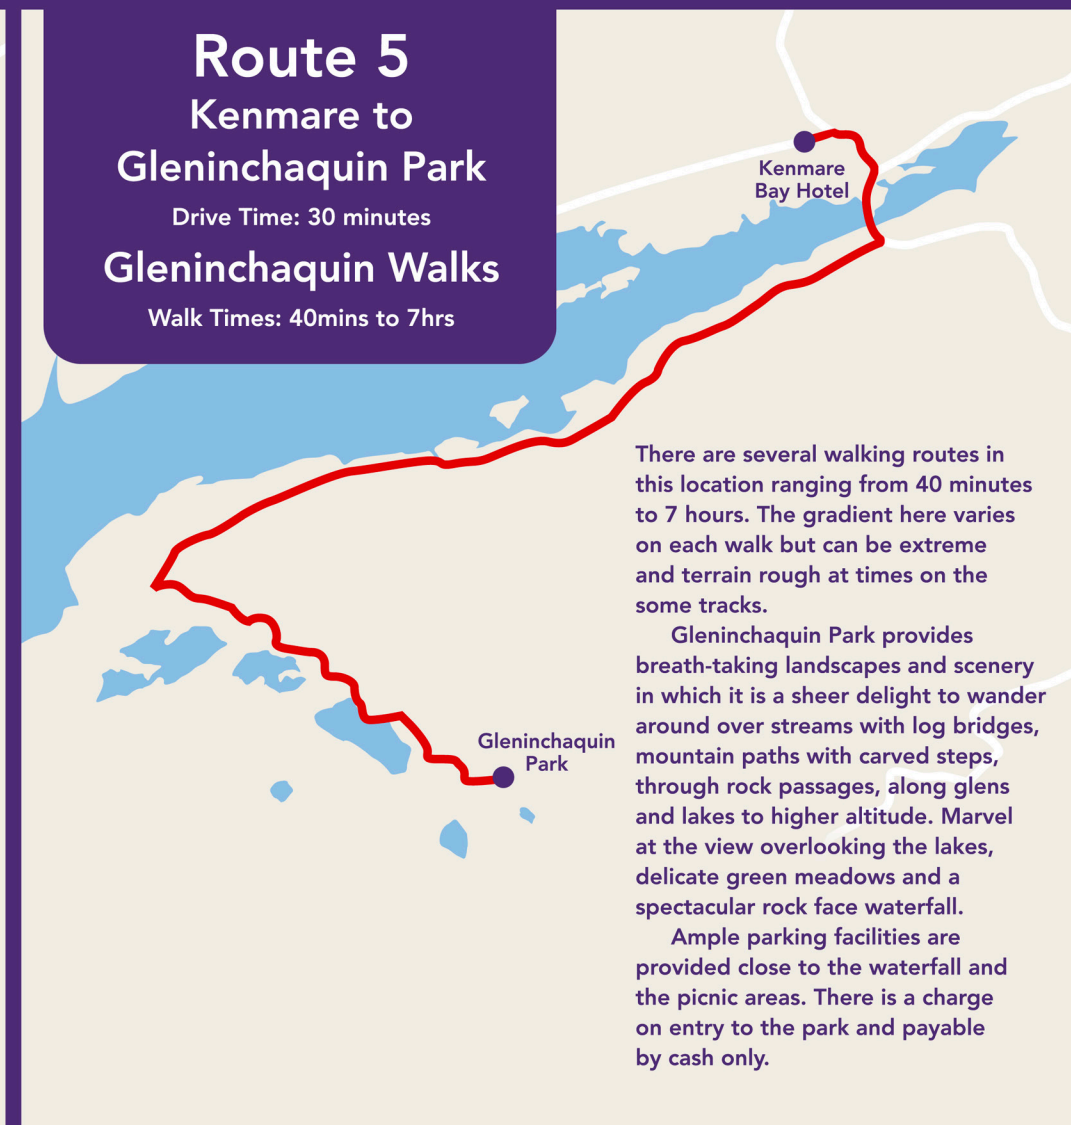 Route 5
Kenmare to
Gleninchaquin Park
Drive Time: 30 minutes
Gleninchaquin Walks
Walk Times: 40mins to 7hrs
Kenmare
Bay Hotel
There are several walking routes in
this location ranging from 40 minutes
to 7 hours. The gradient here varies
on each walk but can be extreme
and terrain rough at times on the
some tracks.
Gleninchaquin Park provides
breath-taking landscapes and scenery
in which it is a sheer delight to wander
around over streams with log bridges,
mountain paths with carved steps,
through rock passages, along glens
and lakes to higher altitude. Marvel
at the view overlooking the lakes,
delicate green meadows and a
spectacular rock face waterfall.
Ample parking facilities are
provided close to the waterfall and
the picnic areas. There is a charge
on entry to the park and payable
by cash only.
Gleninchaquin
Park